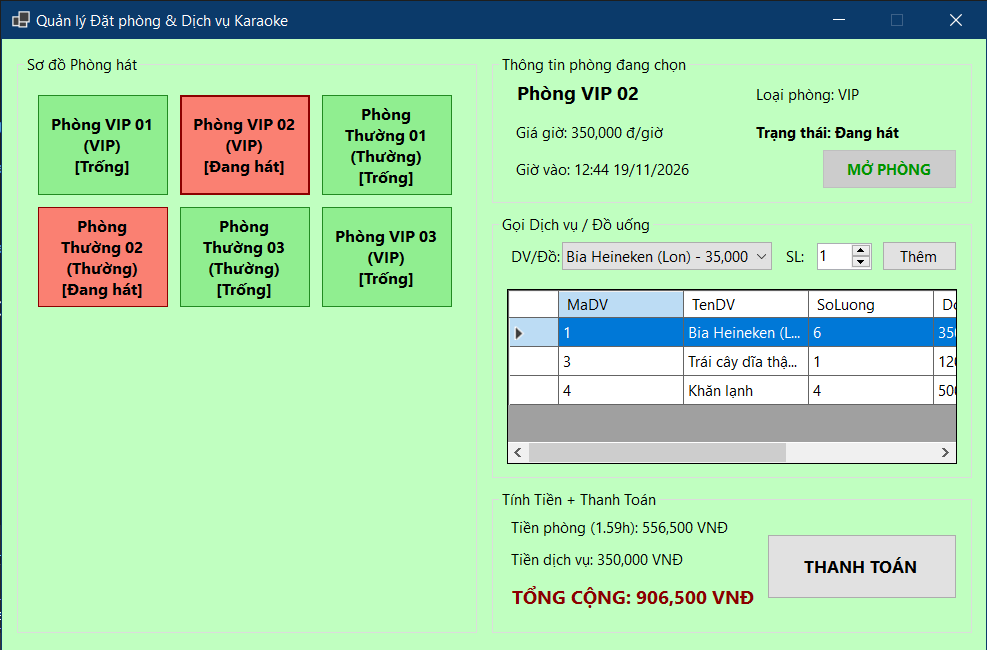 Quản lý Đặt phòng & Dịch vụ Karaoke
Sơ đồ Phòng hát
Phòng VIP 01
(VIP)
[Trống]
Phòng VIP 02
(VIP)
[Đang hát]
Phòng
Thường 01
(Thường)
[Trống]
Phòng
Thường 02
(Thường)
[Đang hát]
Phòng
Thường 03
(Thường)
[Trống]
Phòng VIP 03
(VIP)
[Trống]
Thông tin phòng đang chọn
Phòng VIP 02
Loại phòng: VIP
Giá giờ: 350,000 đ/giờ
Trạng thái: Đang hát
Giờ vào: 12:44 19/11/2026
MỞ PHÒNG
Gọi Dịch vụ / Đồ uống
DV/Đồ: Bia Heineken (Lon) - 35,000 SL: 1 Thêm
MaDV TenDV SoLuong
1 Bia Heineken (L... 6
3 Trái cây dĩa thậ... 1
4 Khăn lạnh 4
Tính Tiền + Thanh Toán
Tiền phòng (1.59h): 556,500 VNĐ
Tiền dịch vụ: 350,000 VNĐ
TỔNG CỘNG: 906,500 VNĐ
THANH TOÁN